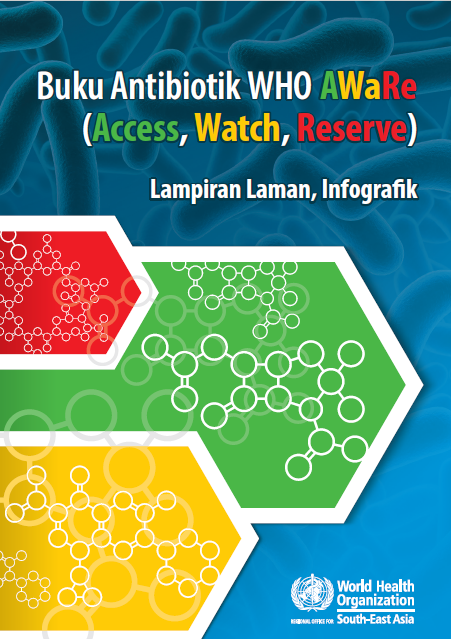 Buku Antibiotik WHO AWaRe
(Access, Watch, Reserve)
Lampiran Laman, Infografik
World Health
Organization
REGIONAL OFFICE FOR South-East Asia